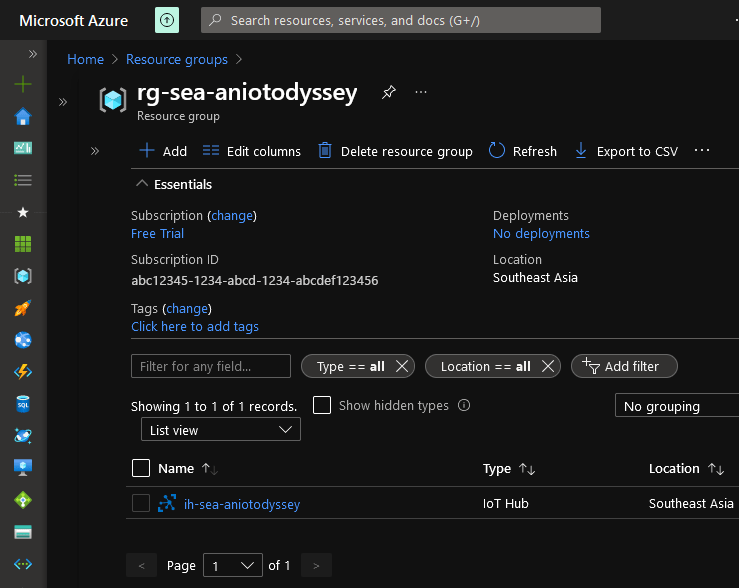 Microsoft Azure
Search resources, services, and docs (G+/)
Home > Resource groups >
rg-sea-aniotodyssey
Resource group
Add Edit columns Delete resource group Refresh Export to CSV
Essentials
Subscription (change)
Free Trial
Deployments
No deployments
Subscription ID
abc12345-1234-abcd-1234-abcdef123456
Location
Southeast Asia
Tags (change)
Click here to add tags
Filter for any field... Type == all Location == all Add filter
Showing 1 to 1 of 1 records. Show hidden types No grouping
List view
Name Type Location
ih-sea-aniotodyssey IoT Hub Southeast Asia
< Page 1 of 1 >